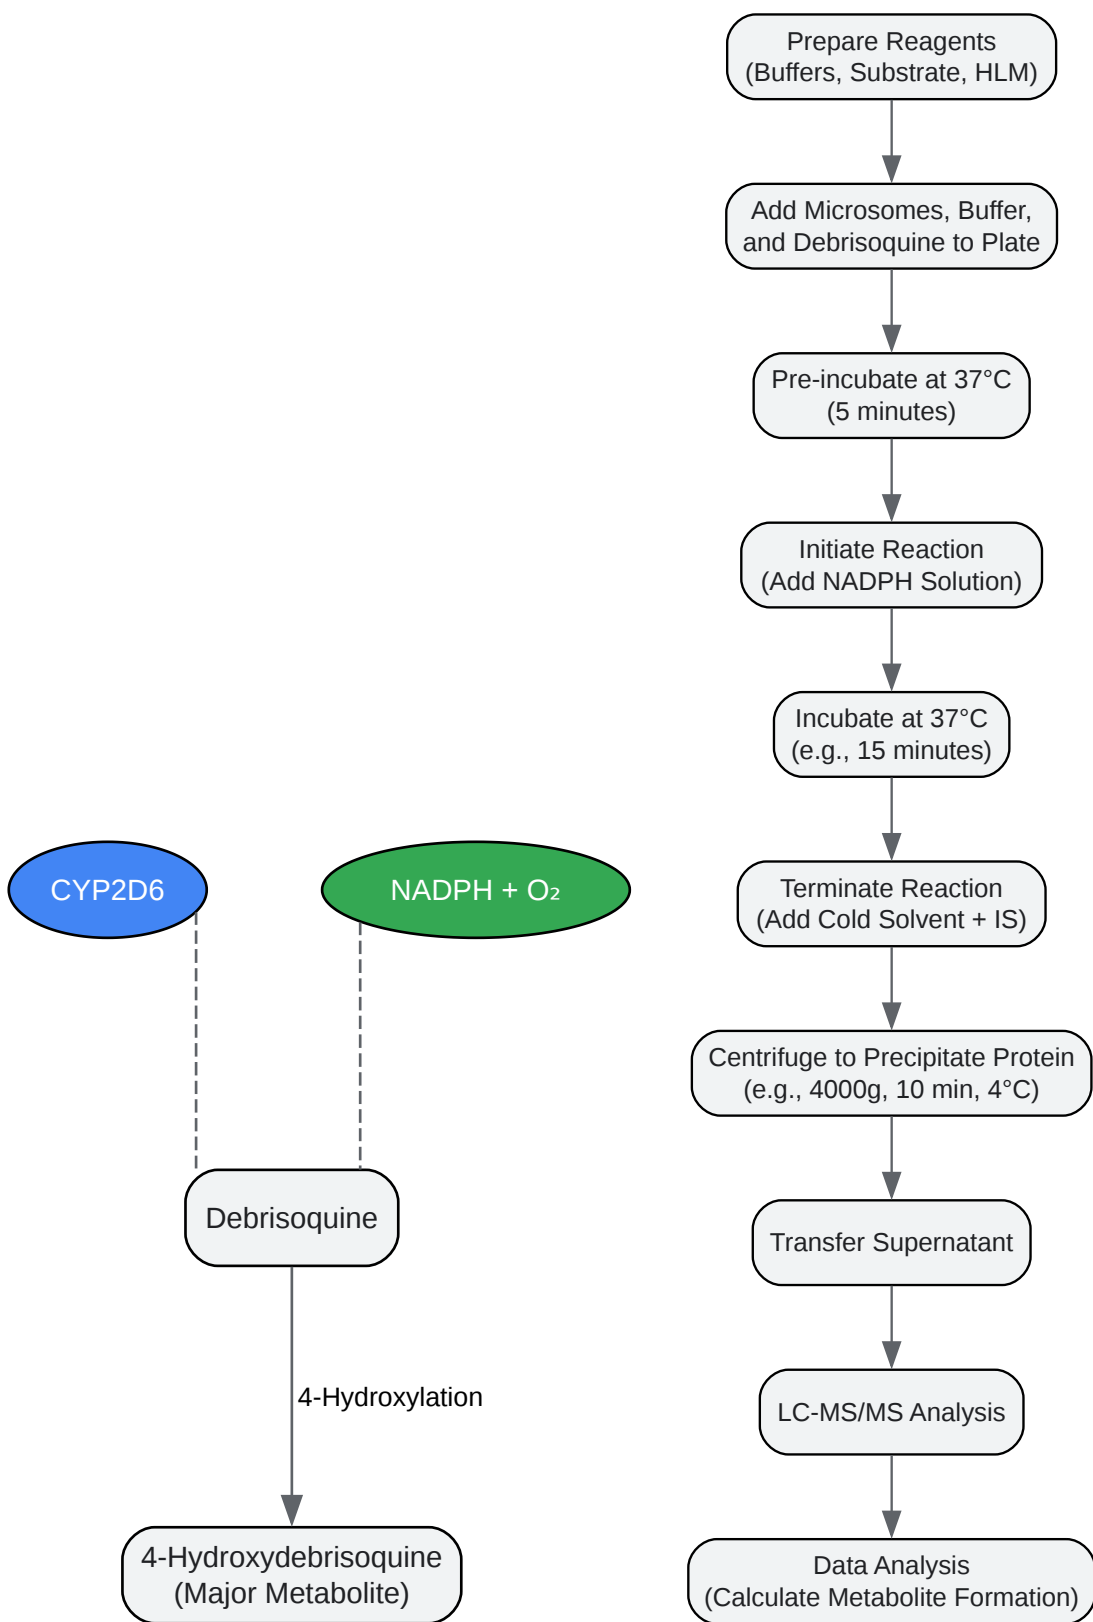 CYP2D6
NADPH + O₂
Debrisoquine
4-Hydroxylation
4-Hydroxydebrisoquine
(Major Metabolite)
Prepare Reagents
(Buffers, Substrate, HLM)
Add Microsomes, Buffer,
and Debrisoquine to Plate
Pre-incubate at 37°C
(5 minutes)
Initiate Reaction
(Add NADPH Solution)
Incubate at 37°C
(e.g., 15 minutes)
Terminate Reaction
(Add Cold Solvent + IS)
Centrifuge to Precipitate Protein
(e.g., 4000g, 10 min, 4°C)
Transfer Supernatant
LC-MS/MS Analysis
Data Analysis
(Calculate Metabolite Formation)